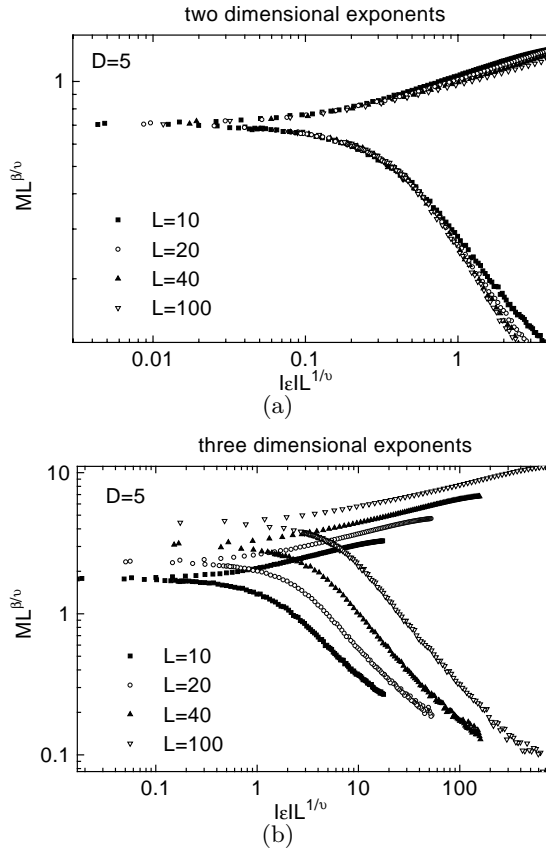 two dimensional exponents
D=5
1
ML^β/υ
L=10
L=20
L=40
L=100
0.01
0.1
1
|ε|L^1/υ
(a)
three dimensional exponents
10
D=5
1
ML^β/υ
L=10
L=20
L=40
L=100
0.1
0.1
1
10
100
|ε|L^1/υ
(b)